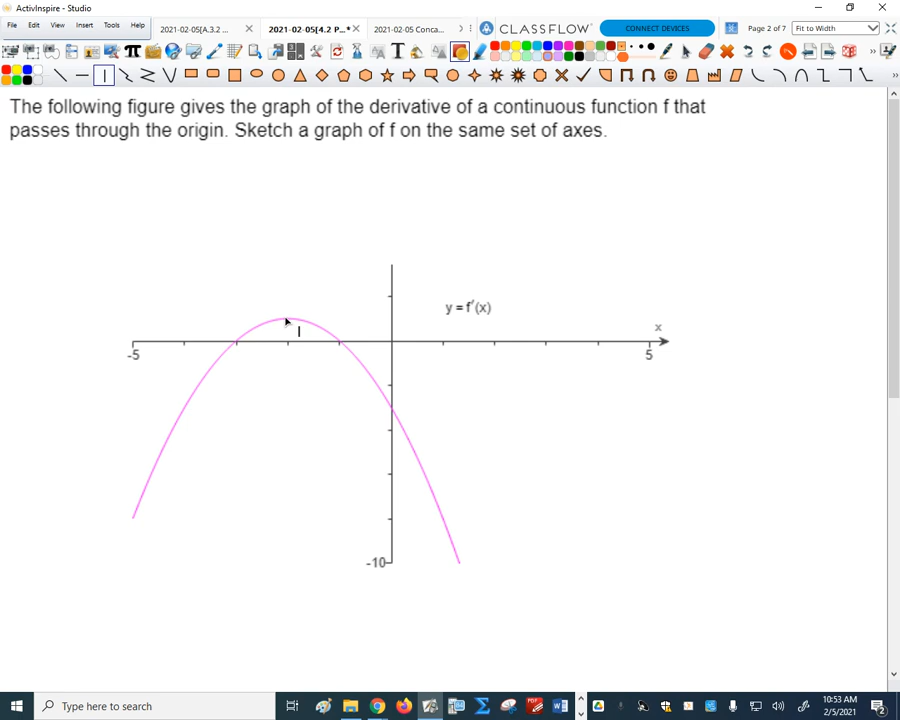 ActivInspire - Studio
File Edit View Insert Tools Help
2021-02-05[A.3.2 ...
2021-02-05[4.2 P...*
2021-02-05 Conca...
CLASSFLOW
CONNECT DEVICES
Page 2 of 7
Fit to Width
The following figure gives the graph of the derivative of a continuous function f that
passes through the origin. Sketch a graph of f on the same set of axes.
y = f'(x)
x
-5
5
-10
Type here to search
10:53 AM
2/5/2021
2